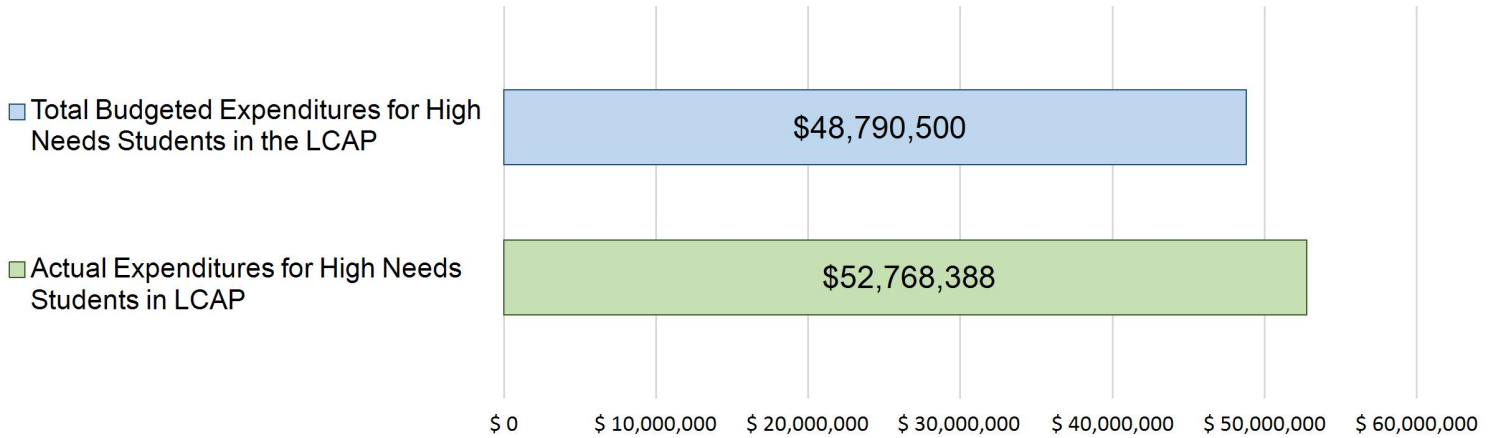 Total Budgeted Expenditures for High
Needs Students in the LCAP
$48,790,500
Actual Expenditures for High Needs
Students in LCAP
$52,768,388
$ 0 $ 10,000,000 $ 20,000,000 $ 30,000,000 $ 40,000,000 $ 50,000,000 $ 60,000,000